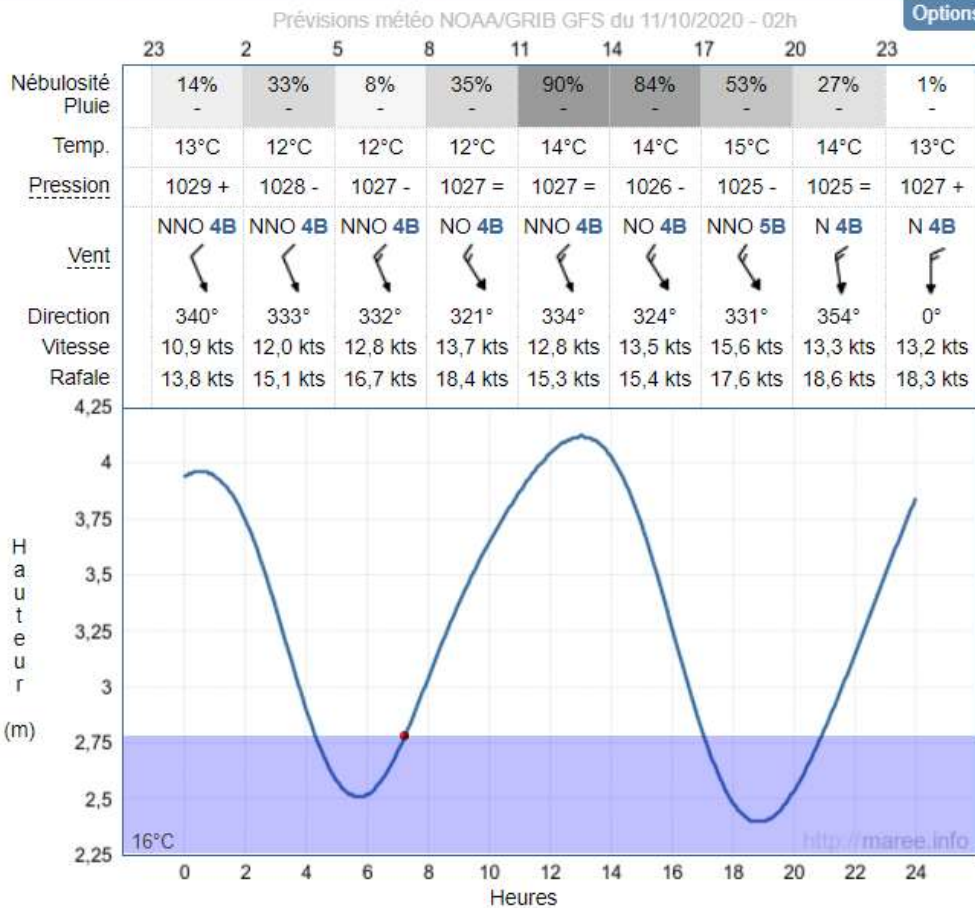 Prévisions météo NOAA/GRIB GFS du 11/10/2020 - 02h
Options
23 2 5 8 11 14 17 20 23
Nébulosité 14% 33% 8% 35% 90% 84% 53% 27% 1%
Pluie - - - - - - - - -
Temp. 13°C 12°C 12°C 12°C 14°C 14°C 15°C 14°C 13°C
Pression 1029 + 1028 - 1027 - 1027 = 1027 = 1026 - 1025 - 1025 = 1027 +
NNO 4B NNO 4B NNO 4B NO 4B NNO 4B NO 4B NNO 5B N 4B N 4B
Vent
Direction 340° 333° 332° 321° 334° 324° 331° 354° 0°
Vitesse 10,9 kts 12,0 kts 12,8 kts 13,7 kts 12,8 kts 13,5 kts 15,6 kts 13,3 kts 13,2 kts
Rafale 13,8 kts 15,1 kts 16,7 kts 18,4 kts 15,3 kts 15,4 kts 17,6 kts 18,6 kts 18,3 kts
4,25
4
3,75
3,5
3,25
3
2,75
2,5
2,25
Hauteur
(m)
16°C
http://maree.info
0 2 4 6 8 10 12 14 16 18 20 22 24
Heures